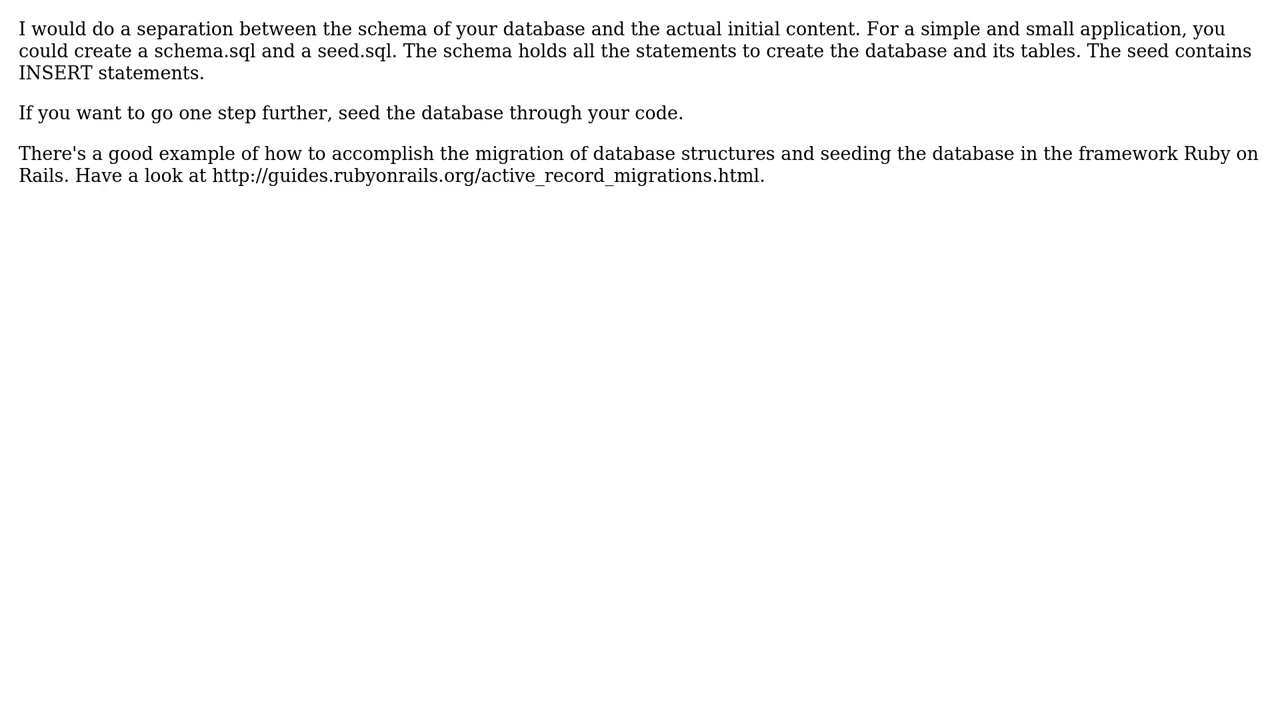 I would do a separation between the schema of your database and the actual initial content. For a simple and small application, you
could create a schema.sql and a seed.sql. The schema holds all the statements to create the database and its tables. The seed contains
INSERT statements.
If you want to go one step further, seed the database through your code.
There's a good example of how to accomplish the migration of database structures and seeding the database in the framework Ruby on
Rails. Have a look at http://guides.rubyonrails.org/active_record_migrations.html.